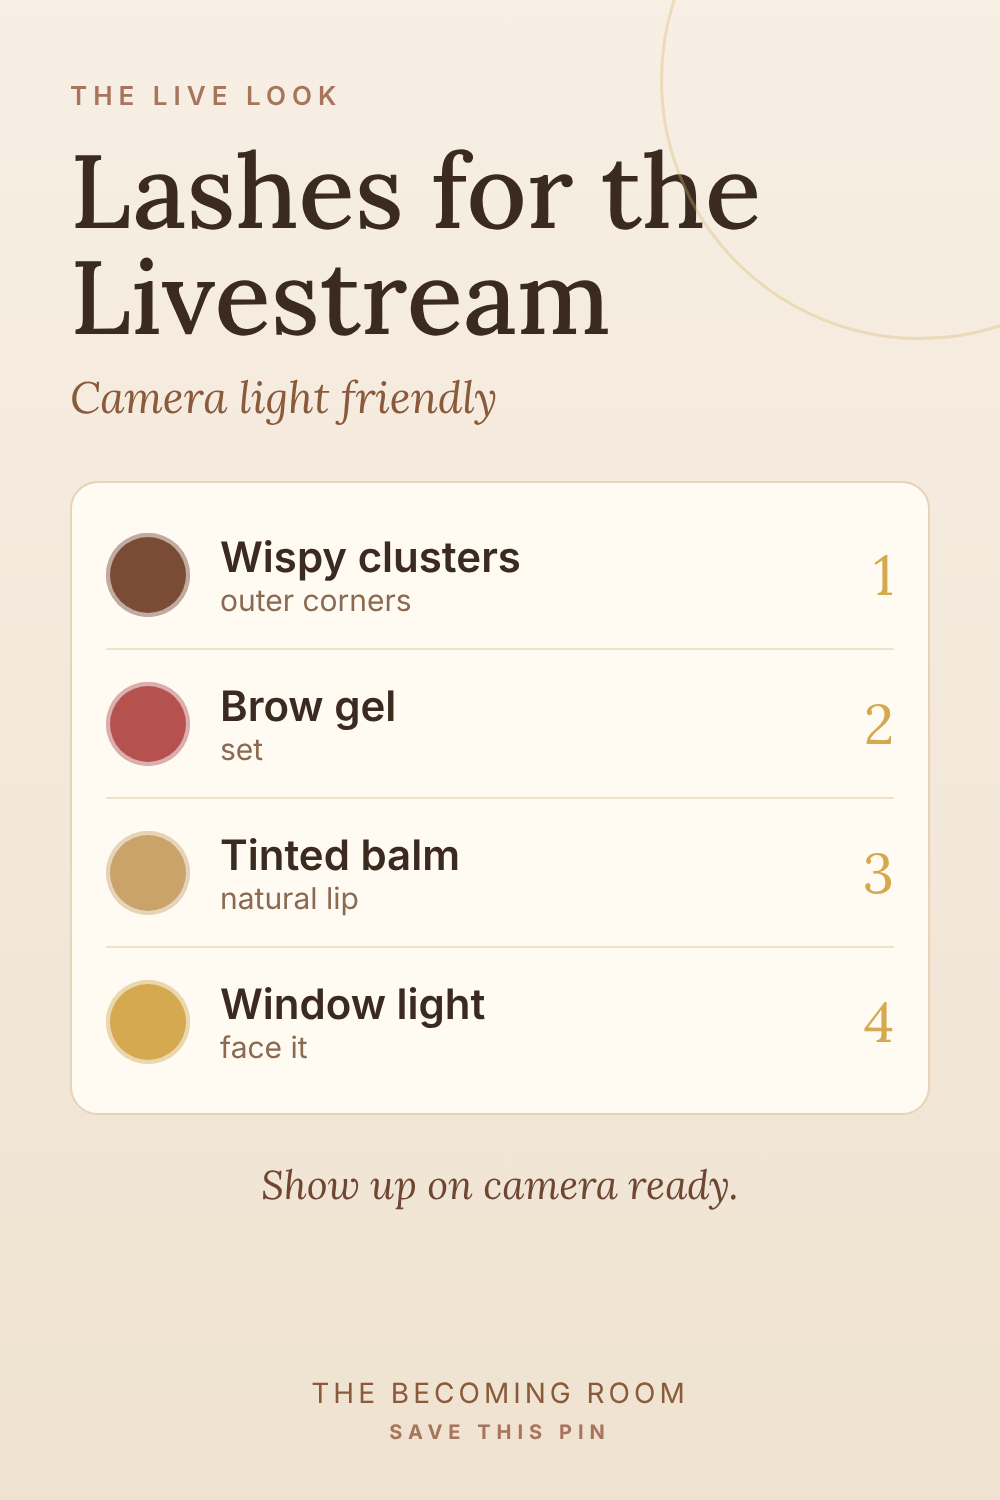 THE LIVE LOOK
Lashes for the
Livestream
Camera light friendly
Wispy clusters
outer corners
1
Brow gel
set
2
Tinted balm
natural lip
3
Window light
face it
4
Show up on camera ready.
THE BECOMING ROOM
SAVE THIS PIN